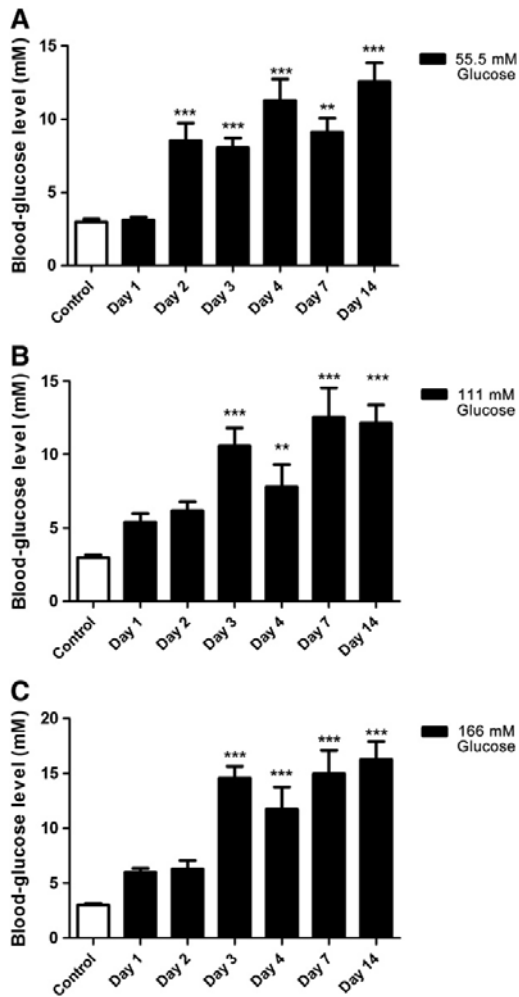 A
Blood-glucose level (mM)
15
10
5
0
***
***
***
**
***
Control
Day 1
Day 2
Day 3
Day 4
Day 7
Day 14
55.5 mM
Glucose
B
Blood-glucose level (mM)
15
10
5
0
***
**
***
***
Control
Day 1
Day 2
Day 3
Day 4
Day 7
Day 14
111 mM
Glucose
C
Blood-glucose level (mM)
20
15
10
5
0
***
***
***
***
Control
Day 1
Day 2
Day 3
Day 4
Day 7
Day 14
166 mM
Glucose